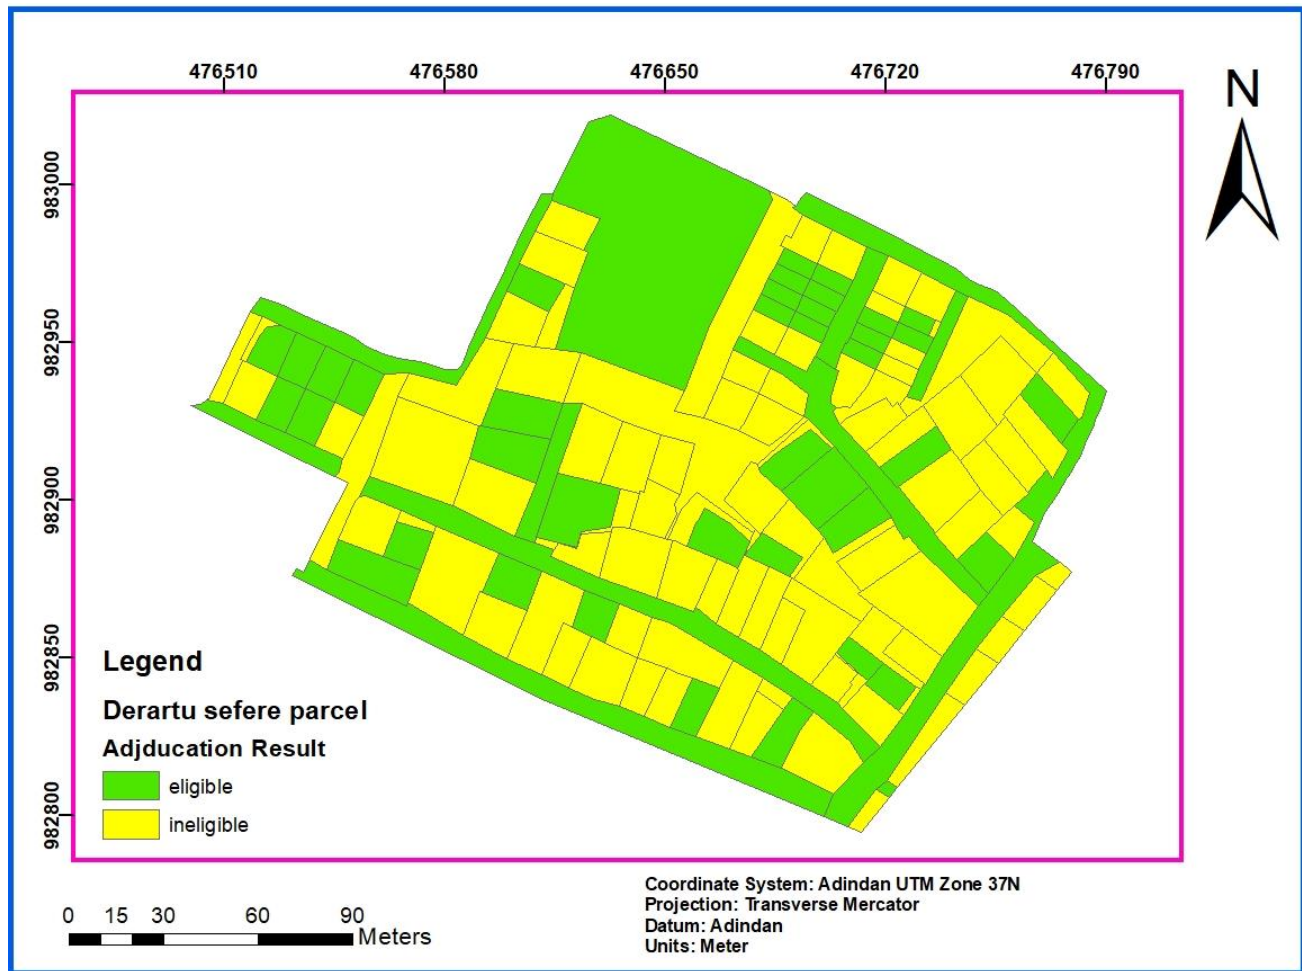 476510 476580 476650 476720 476790
N
983000
982950
982900
982850
982800
Legend
Derartu sefere parcel
Adjducation Result
eligible
ineligible
0 15 30 60 90
Meters
Coordinate System: Adindan UTM Zone 37N
Projection: Transverse Mercator
Datum: Adindan
Units: Meter